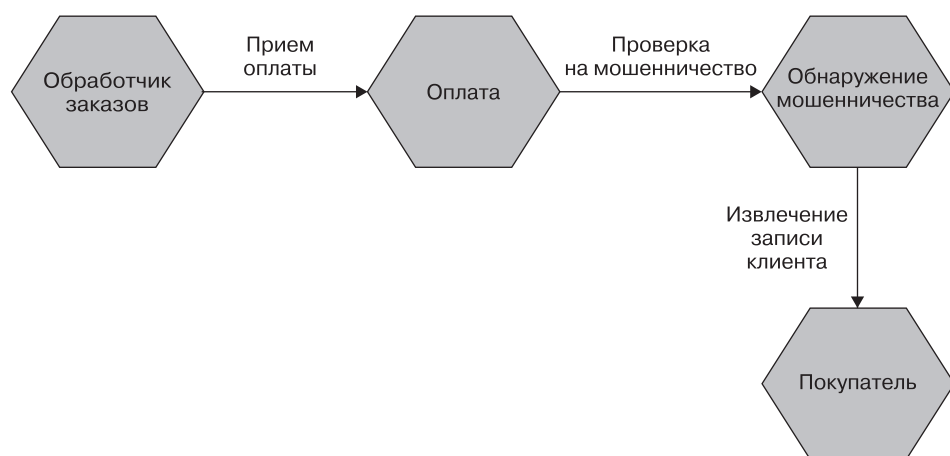 Обработчик
заказов
Прием
оплаты
Оплата
Проверка
на мошенничество
Обнаружение
мошенничества
Извлечение
записи
клиента
Покупатель